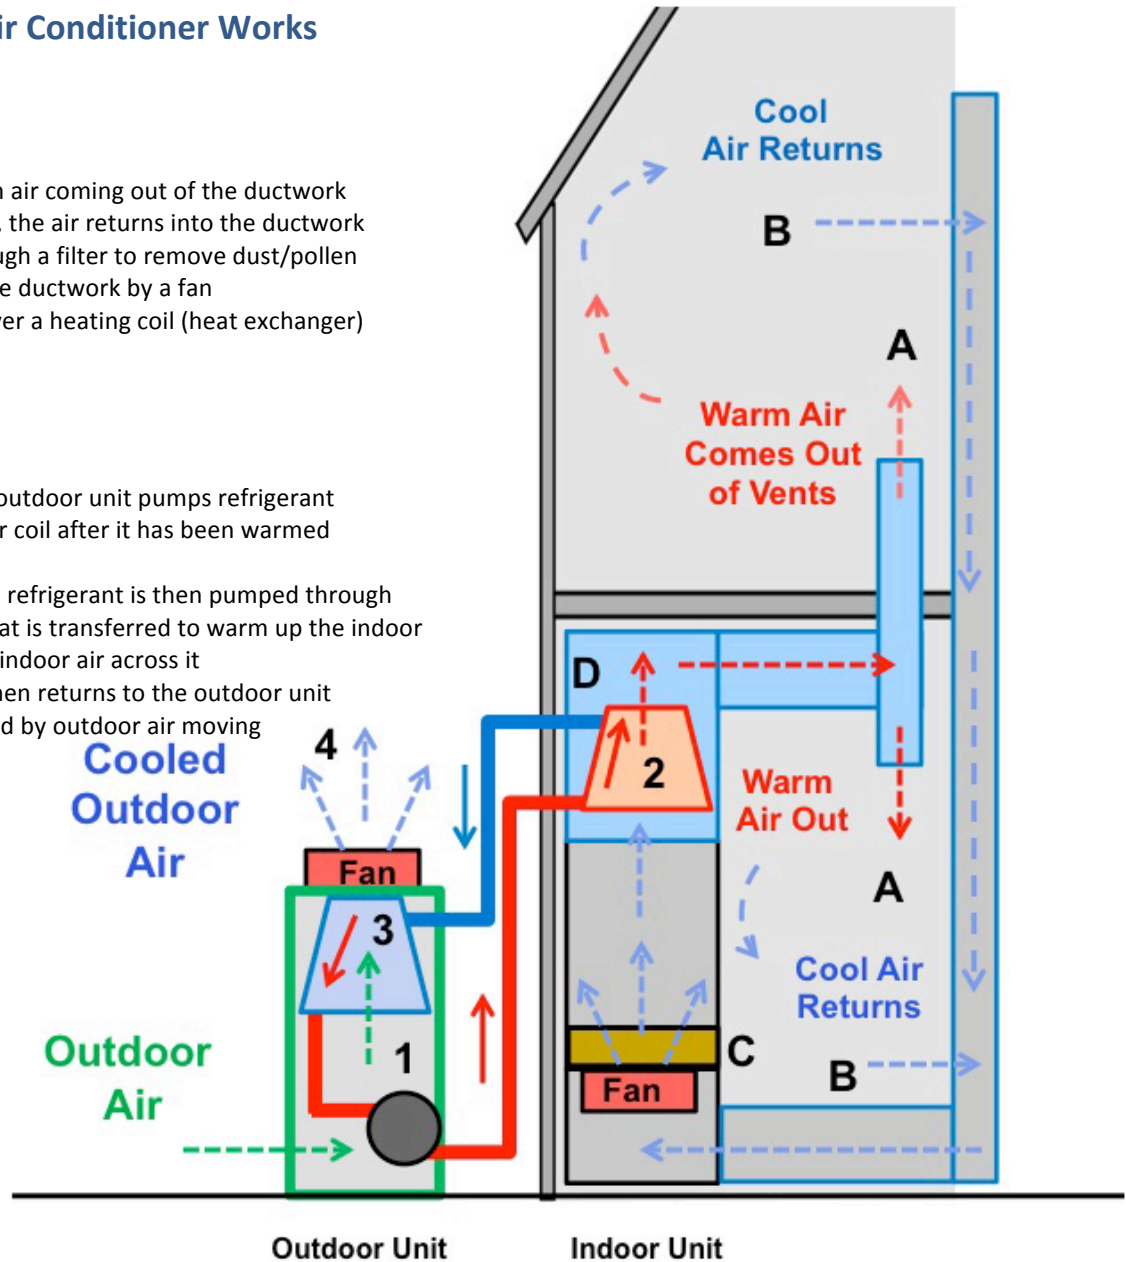 ir Conditioner Works
n air coming out of the ductwork
, the air returns into the ductwork
ugh a filter to remove dust/pollen
e ductwork by a fan
ver a heating coil (heat exchanger)
outdoor unit pumps refrigerant
r coil after it has been warmed
refrigerant is then pumped through
at is transferred to warm up the indoor
indoor air across it
hen returns to the outdoor unit
d by outdoor air moving
Cool
Air Returns
B
A
Warm Air
Comes Out
of Vents
D
2
4
Cooled
Outdoor
Air
Fan
3
Warm
Air Out
A
Cool Air
Returns
B
C
Fan
Outdoor
Air
1
Outdoor Unit
Indoor Unit